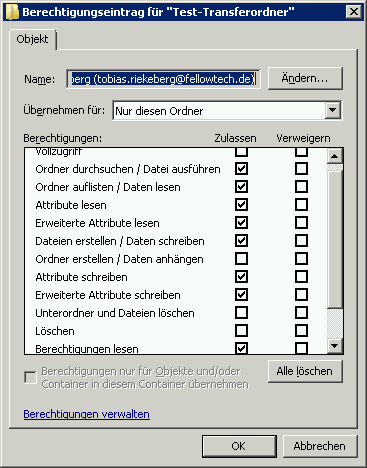 Berechtigungseintrag für "Test-Transferordner"
Objekt
Name: berg (tobias.riekeberg@fellowtech.de) Ändern...
Übernehmen für: Nur diesen Ordner
Berechtigungen: Zulassen Verweigern
Vollzugriff
Ordner durchsuchen / Datei ausführen
Ordner auflisten / Daten lesen
Attribute lesen
Erweiterte Attribute lesen
Dateien erstellen / Daten schreiben
Ordner erstellen / Daten anhängen
Attribute schreiben
Erweiterte Attribute schreiben
Unterordner und Dateien löschen
Löschen
Berechtigungen lesen
Berechtigungen nur für Objekte und/oder
Container in diesem Container übernehmen
Alle löschen
Berechtigungen verwalten
OK Abbrechen